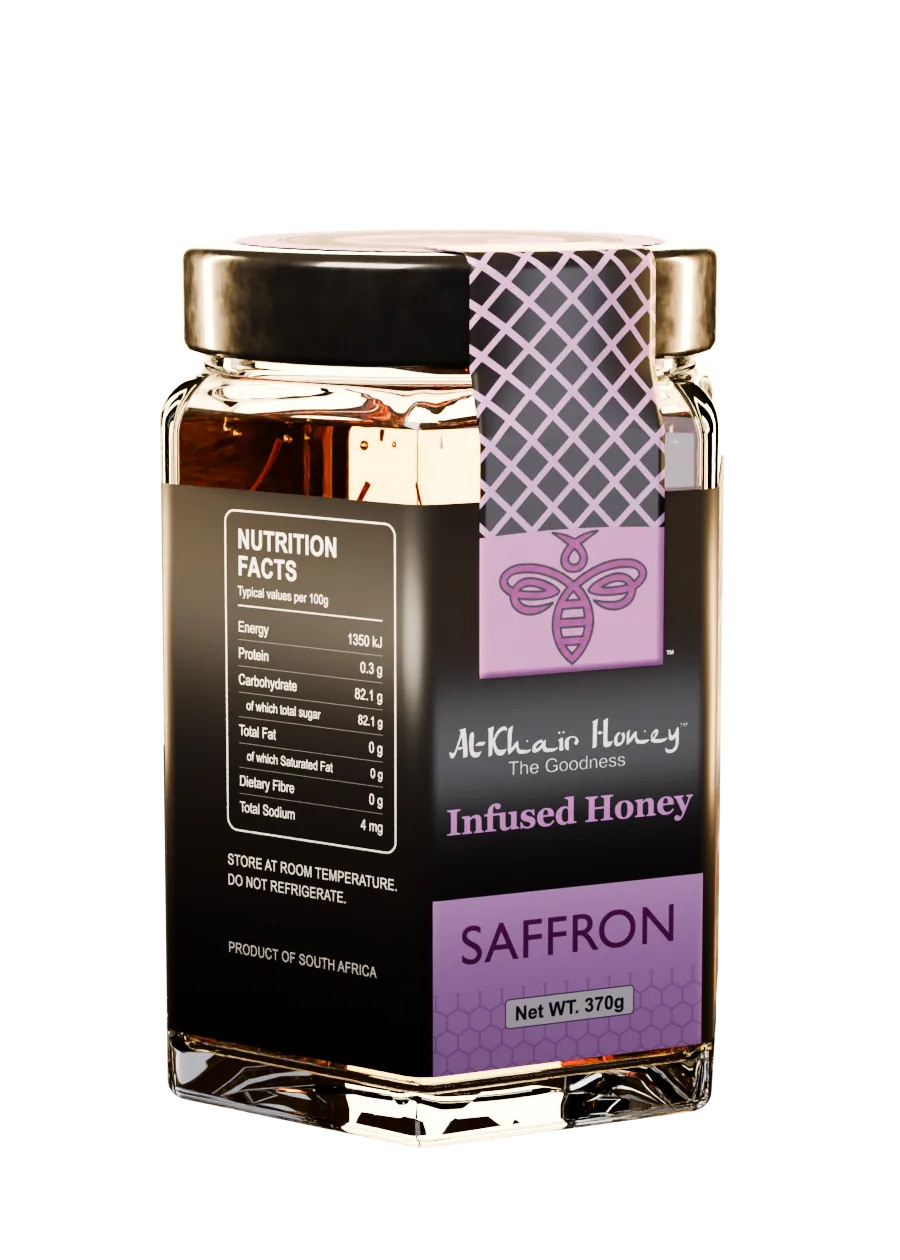 NUTRITION
FACTS
Typical values per 100g
Energy 1350 kJ
Protein 0.3 g
Carbohydrate 82.1 g
of which total sugar 82.1 g
Total Fat 0 g
of which Saturated Fat 0 g
Dietary Fibre 0 g
Total Sodium 4 mg
STORE AT ROOM TEMPERATURE.
DO NOT REFRIGERATE.
PRODUCT OF SOUTH AFRICA
TM
Al-Khair Honey™
The Goodness
Infused Honey
SAFFRON
Net WT. 370g